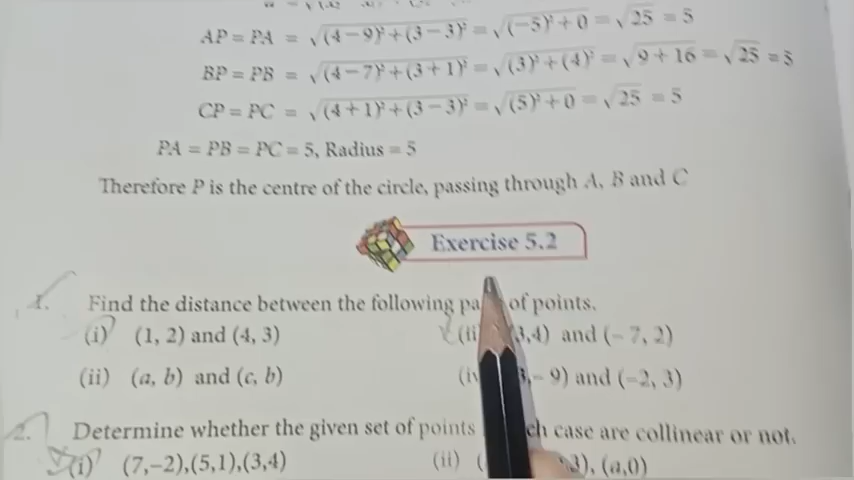 AP = PA = √(4−9)²+(3−3)² = √(−5)²+0 = √25 = 5
BP = PB = √(4−7)²+(3+1)² = √(3)²+(4)² = √9+16 = √25 = 5
CP = PC = √(4+1)²+(3−3)² = √(5)²+0 = √25 = 5
PA = PB = PC = 5, Radius = 5
Therefore P is the centre of the circle, passing through A, B and C
Exercise 5.2
1. Find the distance between the following of points.
(i) (1, 2) and (4, 3) (ii 3,4) and (− 7, 2)
(ii) (a, b) and (c, b) (iv − 9) and (−2, 3)
2. Determine whether the given set of points case are collinear or not.
(i) (7,−2),(5,1),(3,4) (ii) ( 3), (a,0)